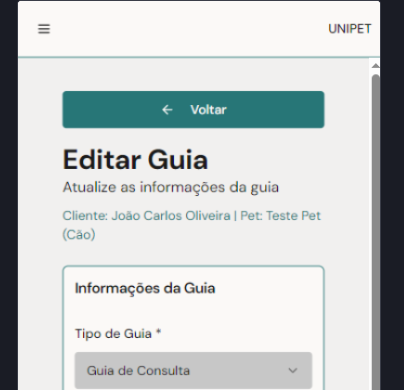 UNIPET
Voltar
Editar Guia
Atualize as informações da guia
Cliente: João Carlos Oliveira | Pet: Teste Pet
(Cão)
Informações da Guia
Tipo de Guia *
Guia de Consulta